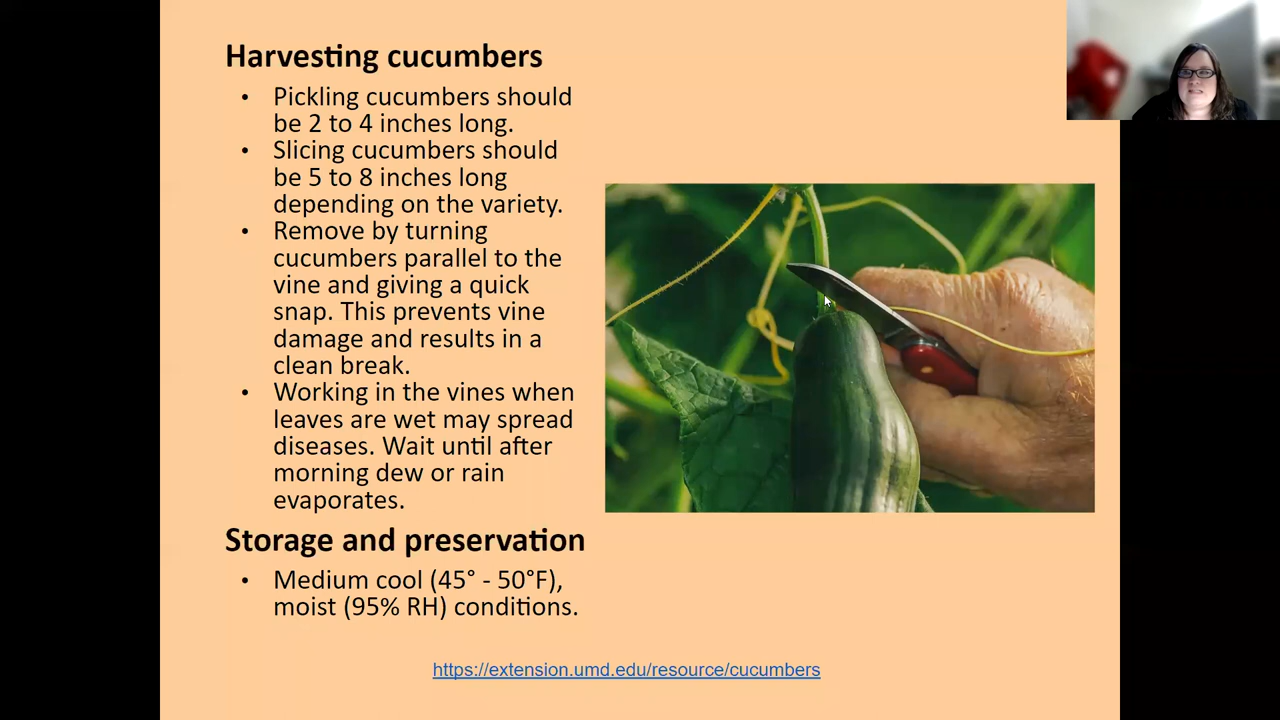 Harvesting cucumbers
• Pickling cucumbers should
be 2 to 4 inches long.
• Slicing cucumbers should
be 5 to 8 inches long
depending on the variety.
• Remove by turning
cucumbers parallel to the
vine and giving a quick
snap. This prevents vine
damage and results in a
clean break.
• Working in the vines when
leaves are wet may spread
diseases. Wait until after
morning dew or rain
evaporates.
Storage and preservation
• Medium cool (45° - 50°F),
moist (95% RH) conditions.
https://extension.umd.edu/resource/cucumbers